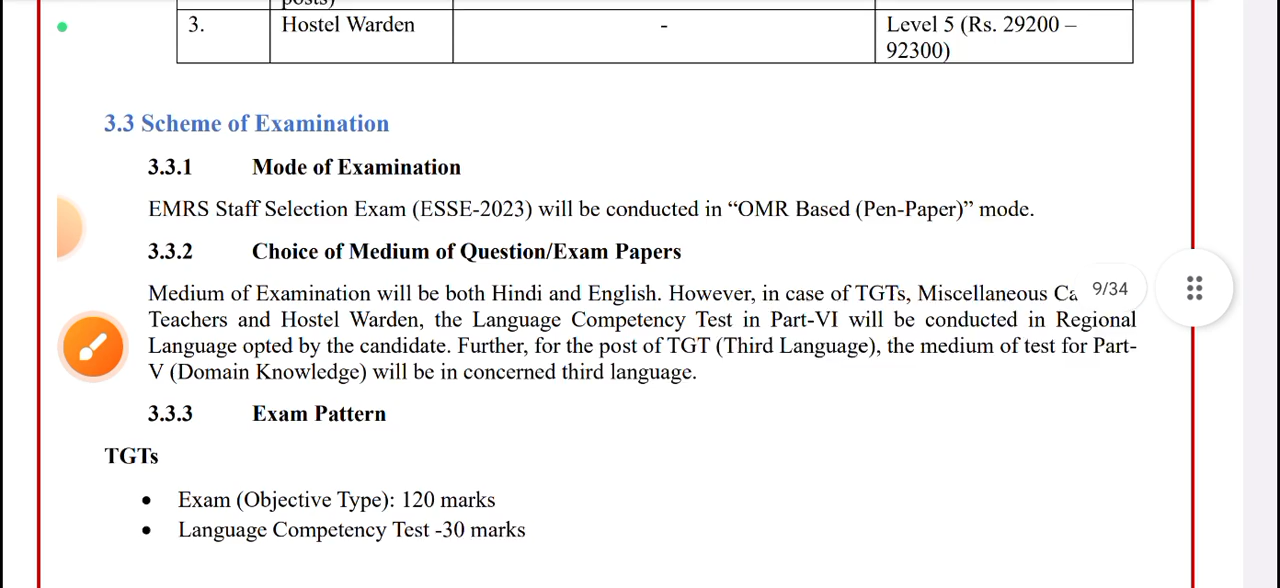 3. Hostel Warden - Level 5 (Rs. 29200 –
92300)
3.3 Scheme of Examination
3.3.1 Mode of Examination
EMRS Staff Selection Exam (ESSE-2023) will be conducted in “OMR Based (Pen-Paper)” mode.
3.3.2 Choice of Medium of Question/Exam Papers
Medium of Examination will be both Hindi and English. However, in case of TGTs, Miscellaneous 9/34
Teachers and Hostel Warden, the Language Competency Test in Part-VI will be conducted in Regional
Language opted by the candidate. Further, for the post of TGT (Third Language), the medium of test for Part-
V (Domain Knowledge) will be in concerned third language.
3.3.3 Exam Pattern
TGTs
• Exam (Objective Type): 120 marks
• Language Competency Test -30 marks